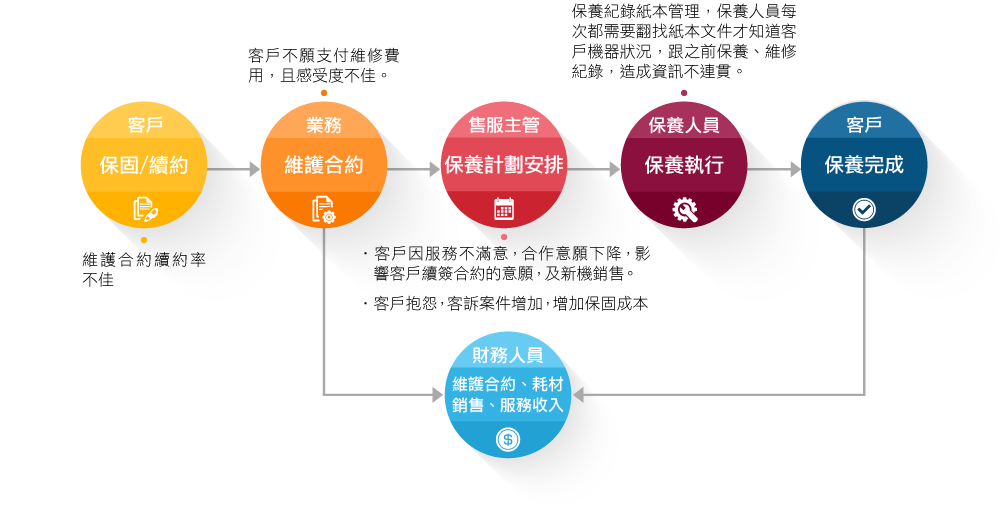 保養紀錄紙本管理，保養人員每
次都需要翻找紙本文件才知道客
戶機器狀況，跟之前保養、維修
紀錄，造成資訊不連貫。
客戶不願支付維修費
用，且感受度不佳。
客戶
保固/續約
業務
維護合約
售服主管
保養計劃安排
保養人員
保養執行
客戶
保養完成
維護合約續約率
不佳
・客戶因服務不滿意，合作意願下降，影
響客戶續簽合約的意願，及新機銷售。
・客戶抱怨，客訴案件增加，增加保固成本
財務人員
維護合約、耗材
銷售、服務收入
$